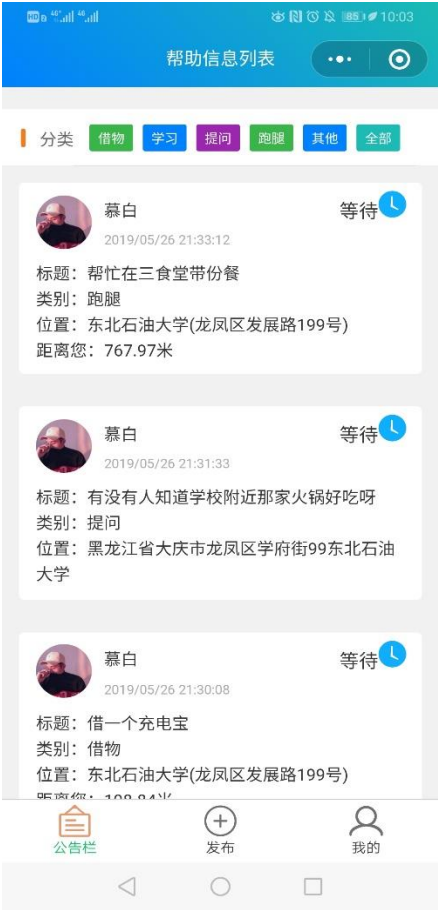 85 10:03
帮助信息列表
分类 借物 学习 提问 跑腿 其他 全部
慕白 等待
2019/05/26 21:33:12
标题：帮忙在三食堂带份餐
类别：跑腿
位置：东北石油大学(龙凤区发展路199号)
距离您：767.97米
慕白 等待
2019/05/26 21:31:33
标题：有没有人知道学校附近那家火锅好吃呀
类别：提问
位置：黑龙江省大庆市龙凤区学府街99东北石油
大学
慕白 等待
2019/05/26 21:30:08
标题：借一个充电宝
类别：借物
位置：东北石油大学(龙凤区发展路199号)
距离您：198.84米
公告栏 发布 我的